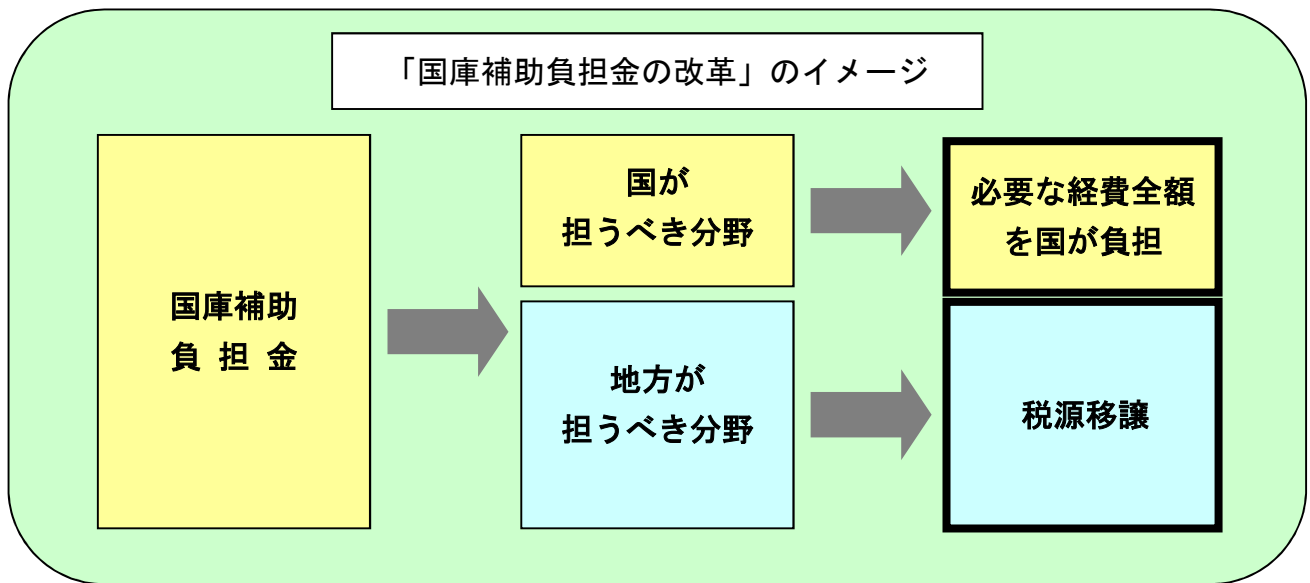 「国庫補助負担金の改革」のイメージ
国庫補助
負 担 金
国が
担うべき分野
地方が
担うべき分野
必要な経費全額
を国が負担
税源移譲